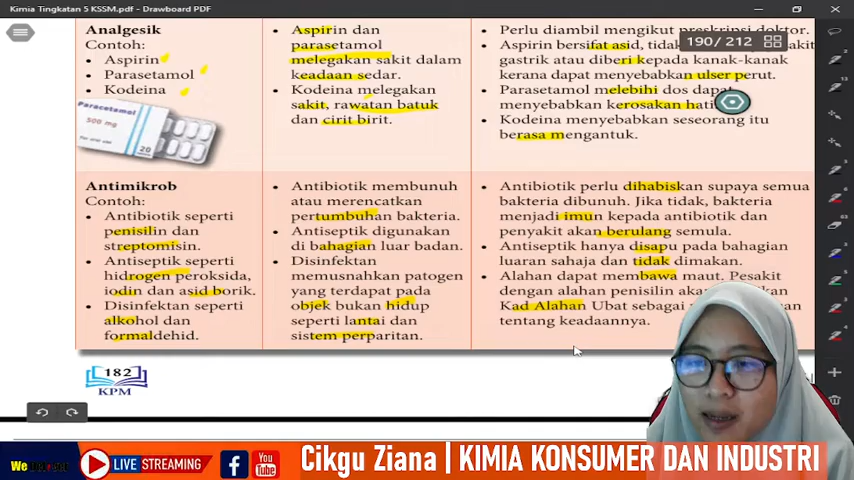 Kimia Tingkatan 5 KSSM.pdf - Drawboard PDF
190 / 212
Analgesik
Contoh:
• Aspirin
• Parasetamol
• Kodeina
Paracetamol
500 mg
20
• Aspirin dan
parasetamol
melegakan sakit dalam
keadaan sedar.
• Kodeina melegakan
sakit, rawatan batuk
dan cirit birit.
• Perlu diambil mengikut preskripsi doktor.
• Aspirin bersifat asid, tidak
gastrik atau diberi kepada kanak-kanak
kerana dapat menyebabkan ulser perut.
• Parasetamol melebihi dos dapat
menyebabkan kerosakan hati
• Kodeina menyebabkan seseorang itu
berasa mengantuk.
Antimikrob
Contoh:
• Antibiotik seperti
penisilin dan
streptomisin.
• Antiseptik seperti
hidrogen peroksida,
iodin dan asid borik.
• Disinfektan seperti
alkohol dan
formaldehid.
• Antibiotik membunuh
atau merencatkan
pertumbuhan bakteria.
• Antiseptik digunakan
di bahagian luar badan.
• Disinfektan
memusnahkan patogen
yang terdapat pada
objek bukan hidup
seperti lantai dan
sistem perparitan.
• Antibiotik perlu dihabiskan supaya semua
bakteria dibunuh. Jika tidak, bakteria
menjadi imun kepada antibiotik dan
penyakit akan berulang semula.
• Antiseptik hanya disapu pada bahagian
luaran sahaja dan tidak dimakan.
• Alahan dapat membawa maut. Pesakit
dengan alahan penisilin
Kad Alahan Ubat sebagai
tentang keadaannya.
182
KPM
LIVE STREAMING
You
Tube
Cikgu Ziana | KIMIA KONSUMER DAN INDUSTRI